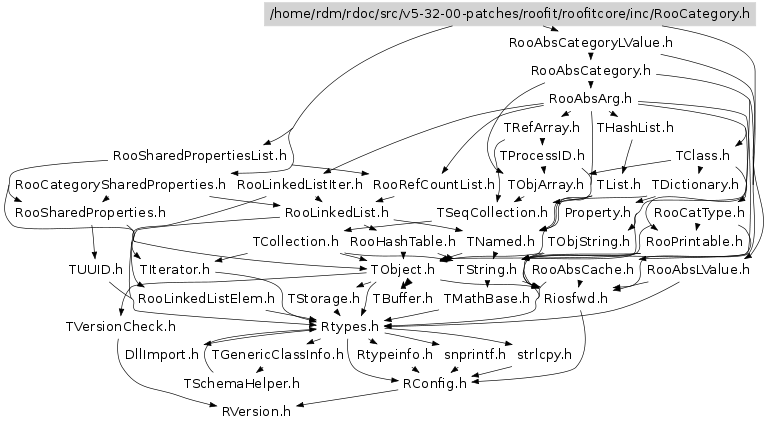 /home/rdm/rdoc/src/v5-32-00-patches/roofit/roofitcore/inc/RooCategory.h
RooAbsCategoryLValue.h
RooAbsCategory.h
RooAbsArg.h
TRefArray.h
THashList.h
RooSharedPropertiesList.h
TProcessID.h
TClass.h
RooCategorySharedProperties.h
RooLinkedListIter.h
RooRefCountList.h
TObjArray.h
TList.h
TDictionary.h
RooSharedProperties.h
RooLinkedList.h
TSeqCollection.h
Property.h
RooCatType.h
TCollection.h
RooHashTable.h
TNamed.h
TObjString.h
RooPrintable.h
TUUID.h
TIterator.h
TObject.h
TString.h
RooAbsCache.h
RooAbsLValue.h
RooLinkedListElem.h
TStorage.h
TBuffer.h
TMathBase.h
Riosfwd.h
TVersionCheck.h
Rtypes.h
DllImport.h
TGenericClassInfo.h
Rtypeinfo.h
snprintf.h
strlcpy.h
TSchemaHelper.h
RConfig.h
RVersion.h